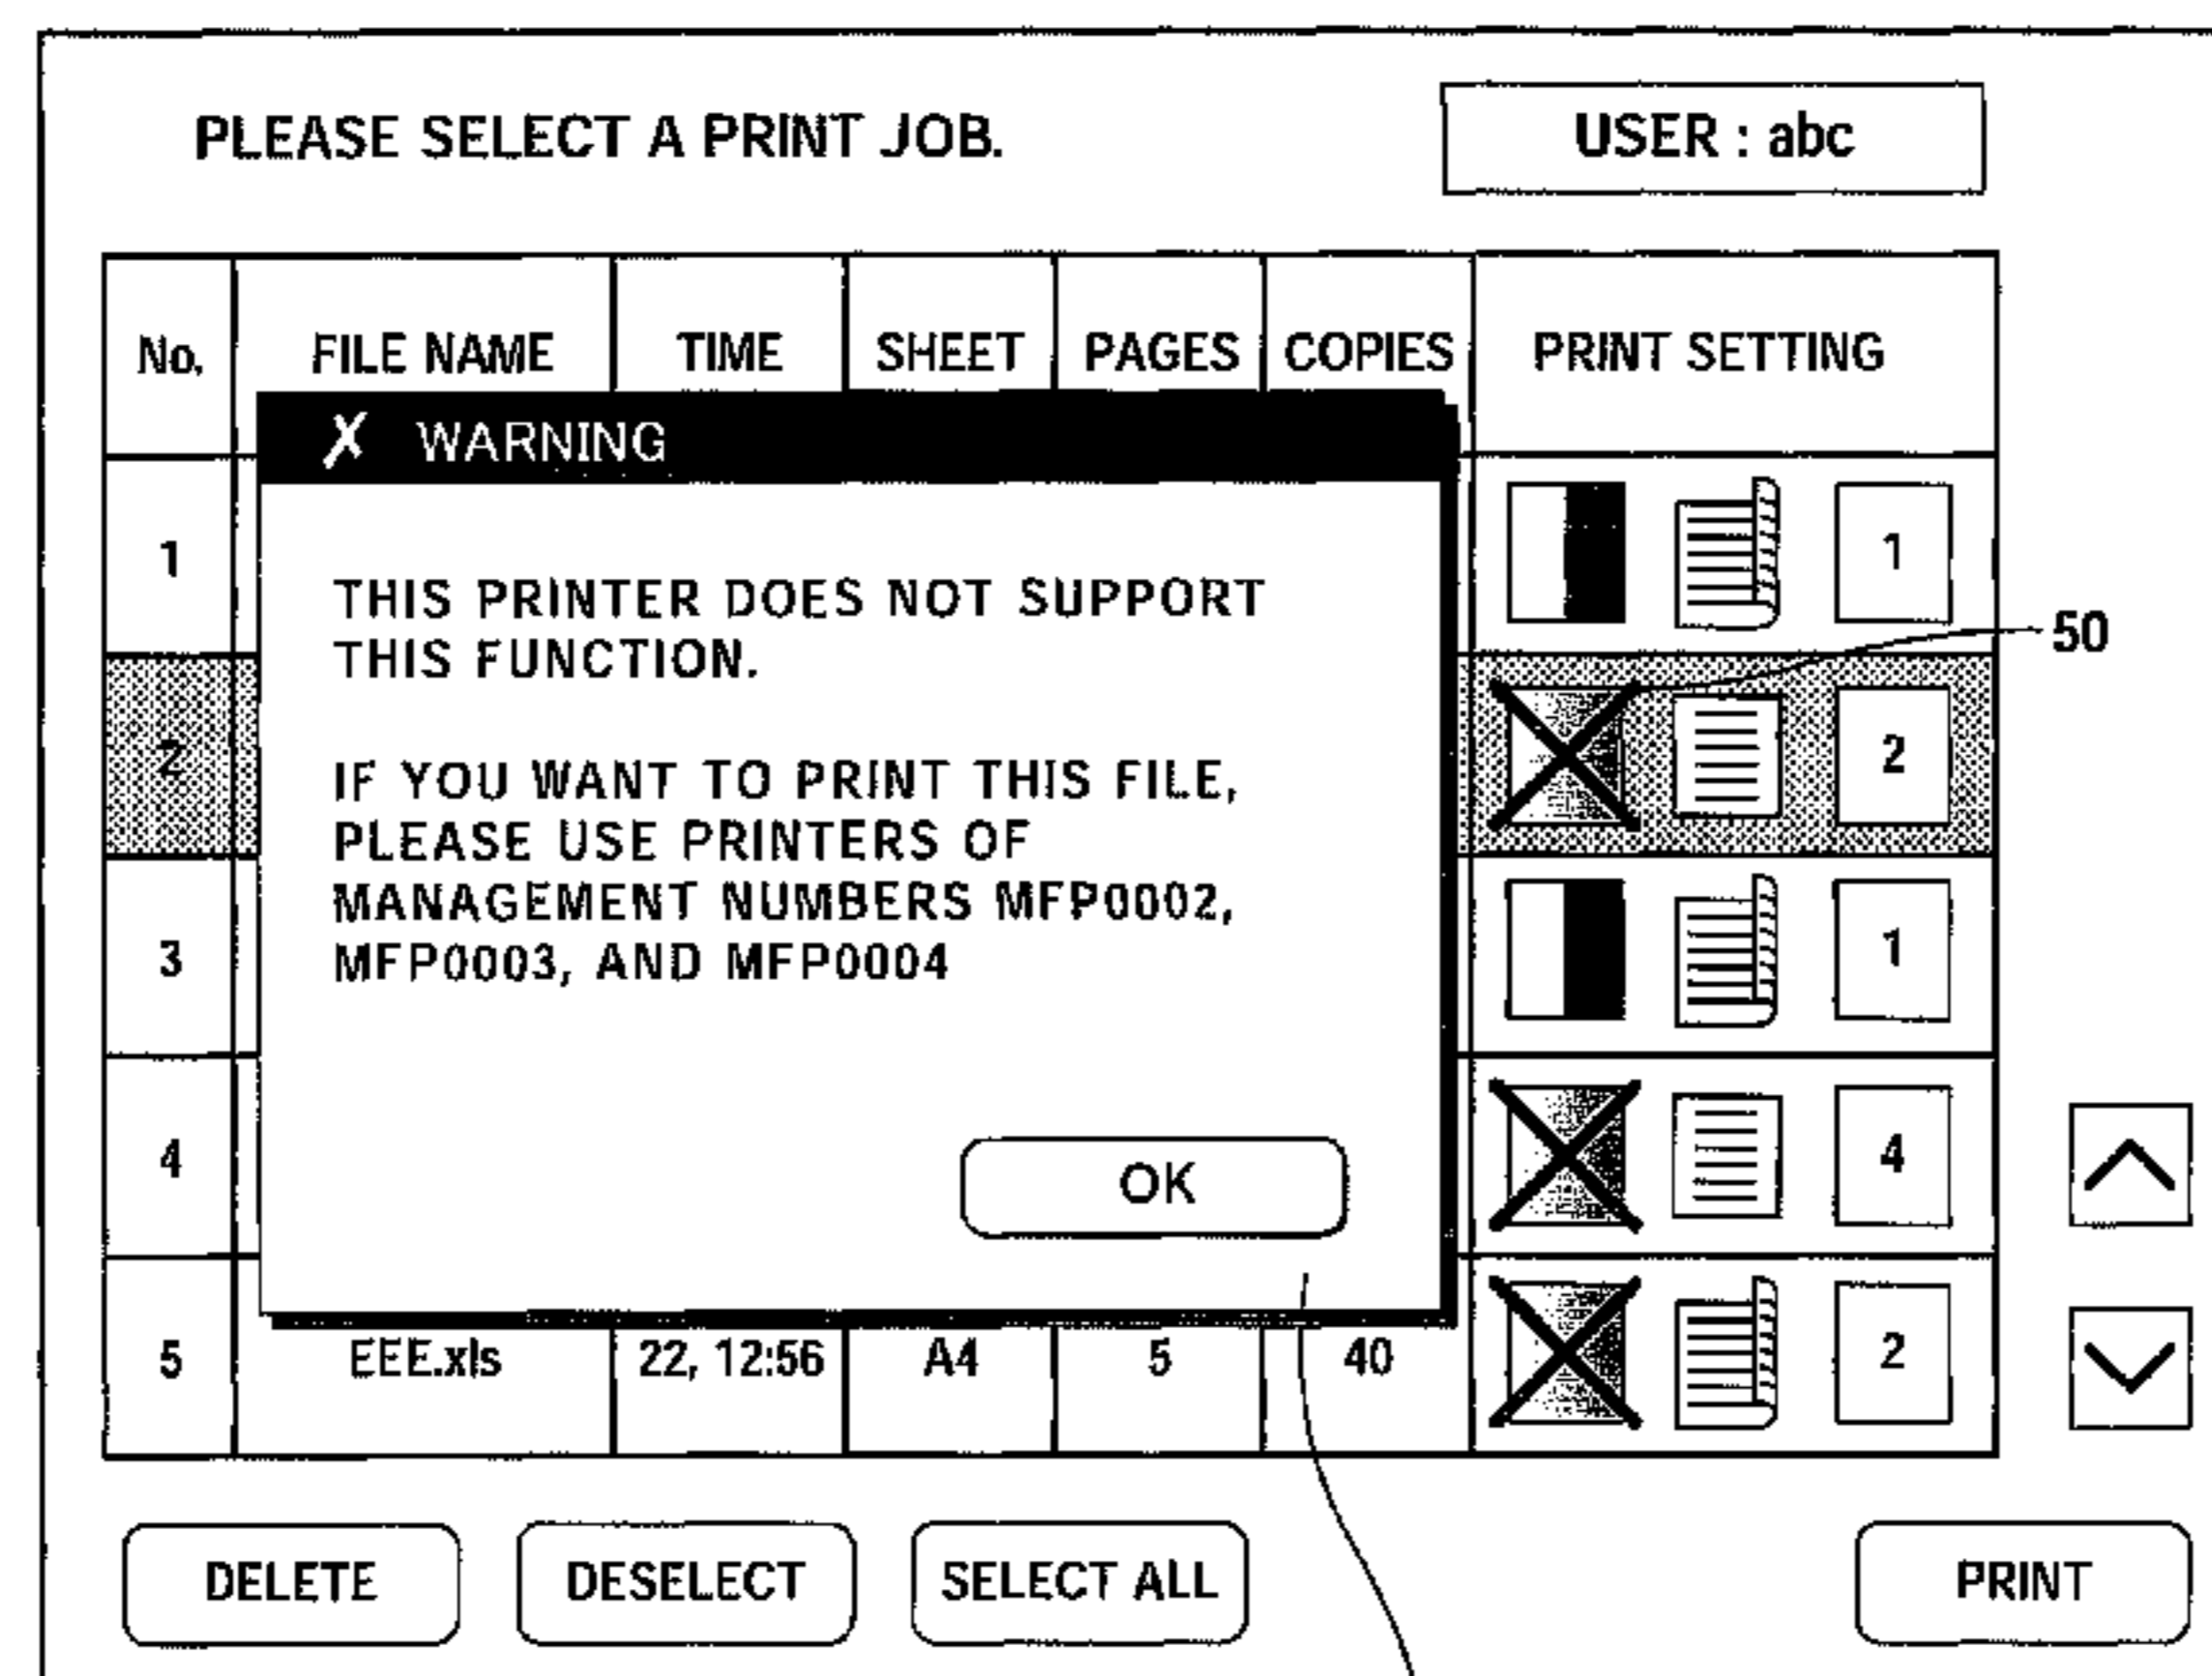 PLEASE SELECT A PRINT JOB.
USER : abc
No. FILE NAME TIME SHEET PAGES COPIES PRINT SETTING
X WARNING
THIS PRINTER DOES NOT SUPPORT
THIS FUNCTION.
IF YOU WANT TO PRINT THIS FILE,
PLEASE USE PRINTERS OF
MANAGEMENT NUMBERS MFP0002,
MFP0003, AND MFP0004
OK
1 1
50
2 2
3 1
4 4
5 EEE.xls 22, 12:56 A4 5 40 2
DELETE DESELECT SELECT ALL PRINT